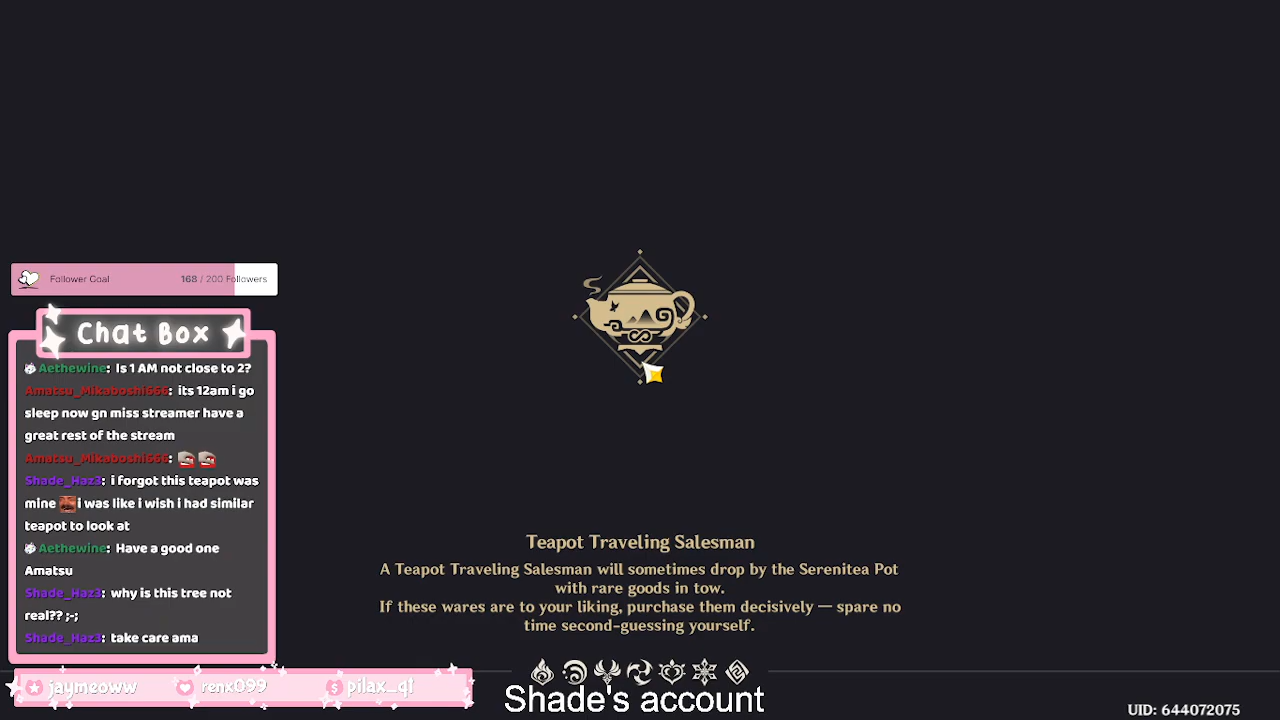 Follower Goal 168 / 200 Followers
Chat Box
Aethewine: Is 1 AM not close to 2?
Amatsu_Mikaboshi666: its 12am i go
sleep now gn miss streamer have a
great rest of the stream
Amatsu_Mikaboshi666:
Shade_Haz3: i forgot this teapot was
mine i was like i wish i had similar
teapot to look at
Aethewine: Have a good one
Amatsu
Shade_Haz3: why is this tree not
real?? ;-;
Shade_Haz3: take care ama
Teapot Traveling Salesman
A Teapot Traveling Salesman will sometimes drop by the Serenitea Pot
with rare goods in tow.
If these wares are to your liking, purchase them decisively — spare no
time second-guessing yourself.
jaymeoww renx099 pilax_qt
Shade's account
UID: 644072075